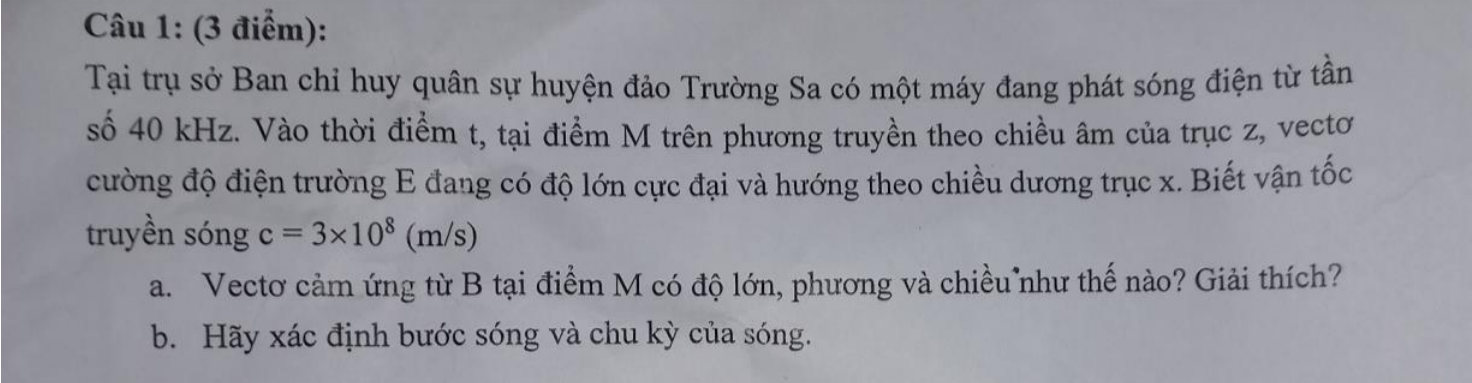 Câu 1: (3 điểm):
Tại trụ sở Ban chỉ huy quân sự huyện đảo Trường Sa có một máy đang phát sóng điện từ tần
số 40 kHz. Vào thời điểm t, tại điểm M trên phương truyền theo chiều âm của trục z, vectơ
cường độ điện trường E đang có độ lớn cực đại và hướng theo chiều dương trục x. Biết vận tốc
truyền sóng c = 3×10⁸ (m/s)
a. Vectơ cảm ứng từ B tại điểm M có độ lớn, phương và chiều như thế nào? Giải thích?
b. Hãy xác định bước sóng và chu kỳ của sóng.